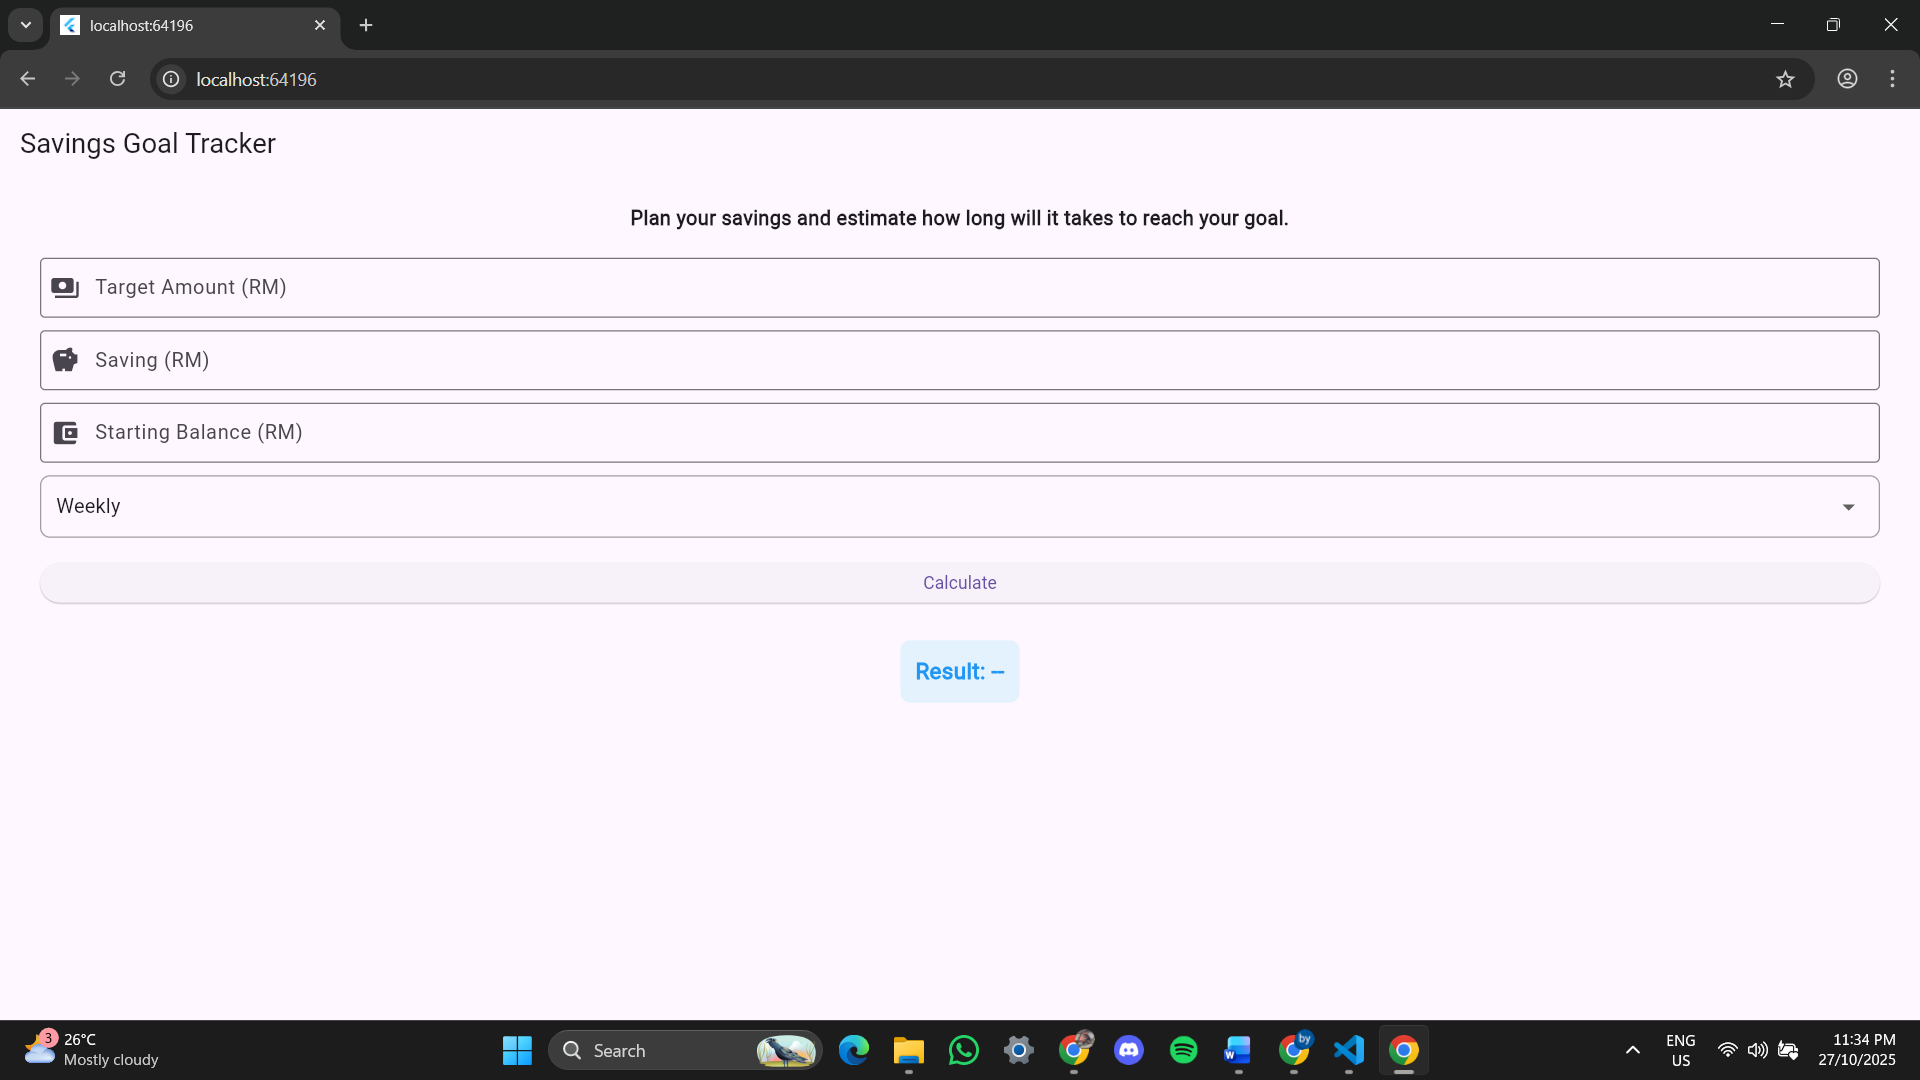 localhost:64196
localhost:64196
Savings Goal Tracker
Plan your savings and estimate how long will it takes to reach your goal.
Target Amount (RM)
Saving (RM)
Starting Balance (RM)
Weekly
Calculate
Result: --
3
26°C
Mostly cloudy
Search
W
by
ENG
US
11:34 PM
27/10/2025